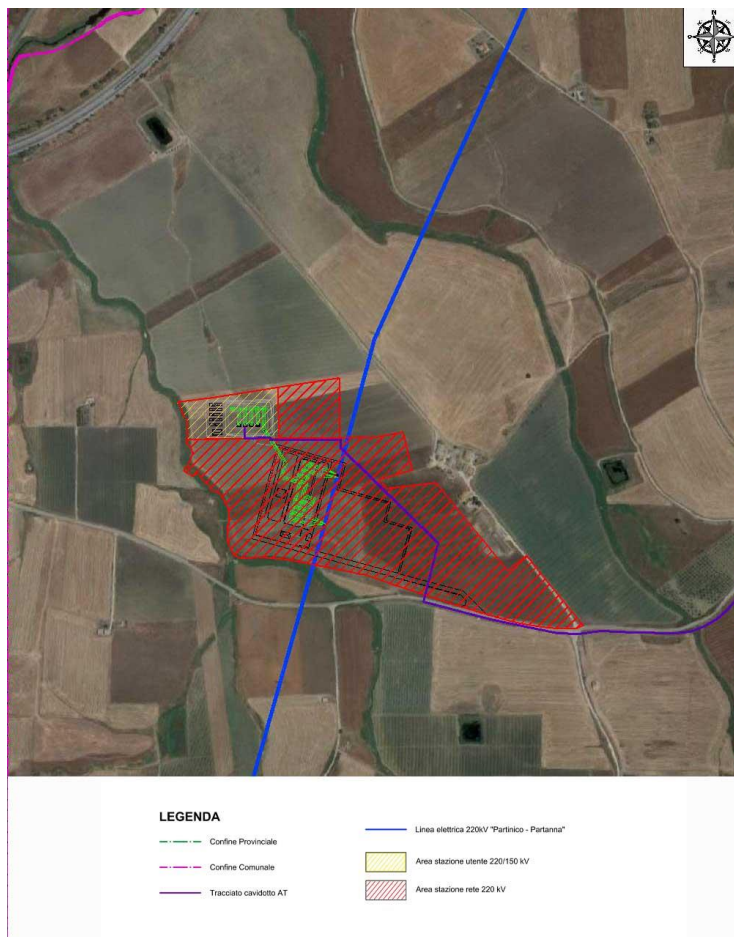 N
LEGENDA
Confine Provinciale
Confine Comunale
Tracciato cavidotto AT
Linea elettrica 220kV "Partinico - Partanna"
Area stazione utente 220/150 kV
Area stazione rete 220 kV